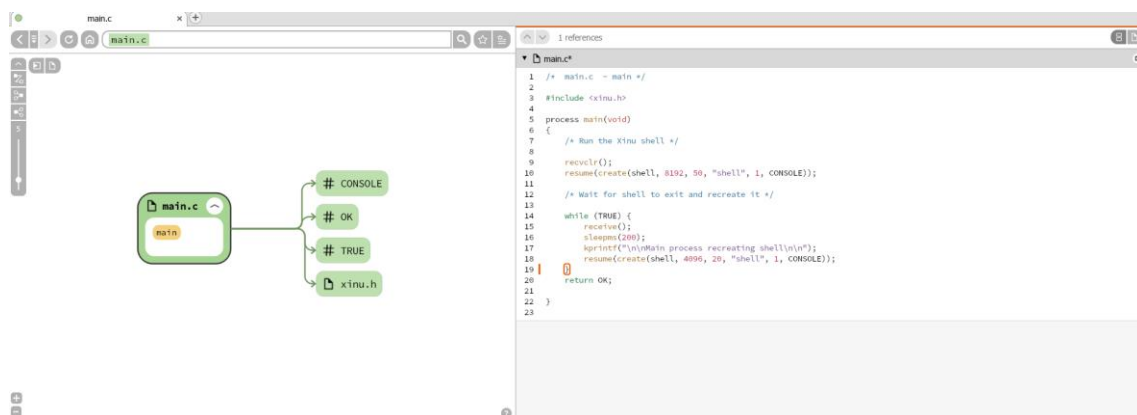 main.c
main.c
1 references
main.c*
5
main.c
main
# CONSOLE
# OK
# TRUE
xinu.h
1 /*  main.c  - main */
2
3 #include <xinu.h>
4
5 process main(void)
6 {
7     /* Run the Xinu shell */
8
9     recvclr();
10     resume(create(shell, 8192, 50, "shell", 1, CONSOLE));
11
12     /* Wait for shell to exit and recreate it */
13
14     while (TRUE) {
15         receive();
16         sleepms(200);
17         kprintf("\n\nMain process recreating shell\n\n");
18         resume(create(shell, 4096, 20, "shell", 1, CONSOLE));
19     }
20     return OK;
21
22 }
23